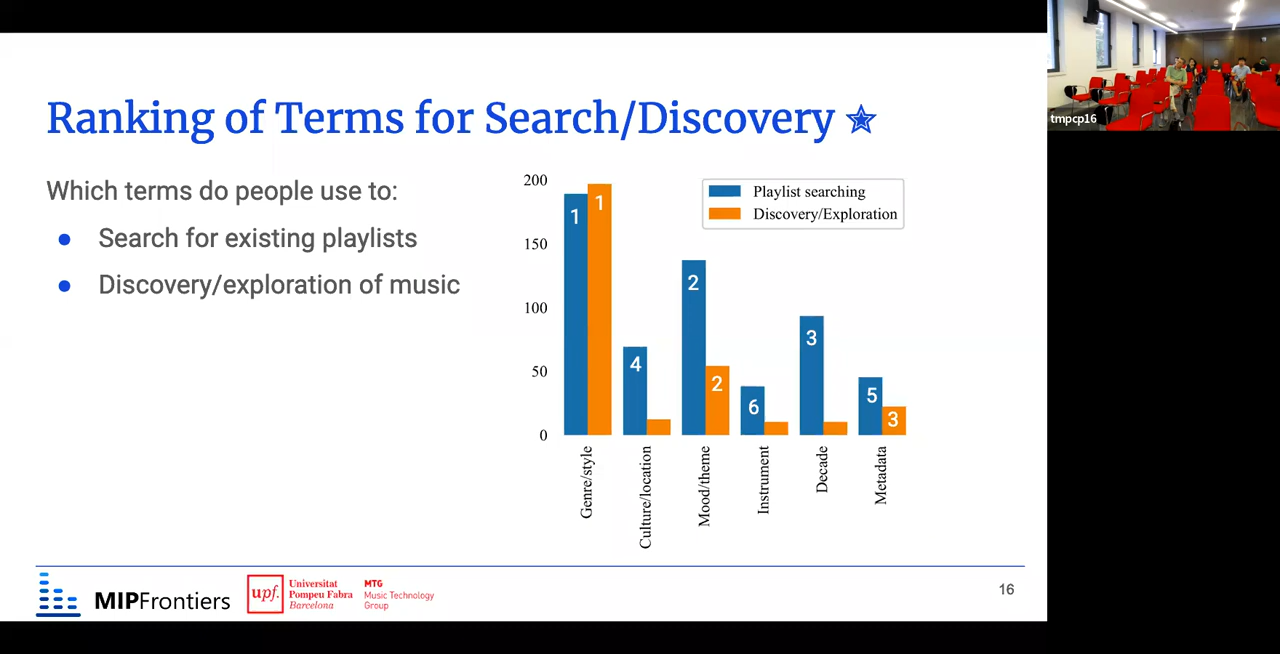 Ranking of Terms for Search/Discovery
Which terms do people use to:
Search for existing playlists
Discovery/exploration of music
200
150
100
50
0
Playlist searching
Discovery/Exploration
1
1
4
2
2
6
3
5
3
Genre/style
Culture/location
Mood/theme
Instrument
Decade
Metadata
MIPFrontiers
upf.
Universitat
Pompeu Fabra
Barcelona
MTG
Music Technology
Group
16
tmpcp16